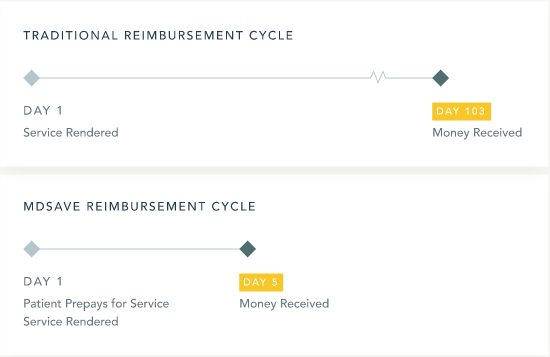 TRADITIONAL REIMBURSEMENT CYCLE
DAY 1
Service Rendered
DAY 103
Money Received
MDSAVE REIMBURSEMENT CYCLE
DAY 1
Patient Prepays for Service
Service Rendered
DAY 5
Money Received